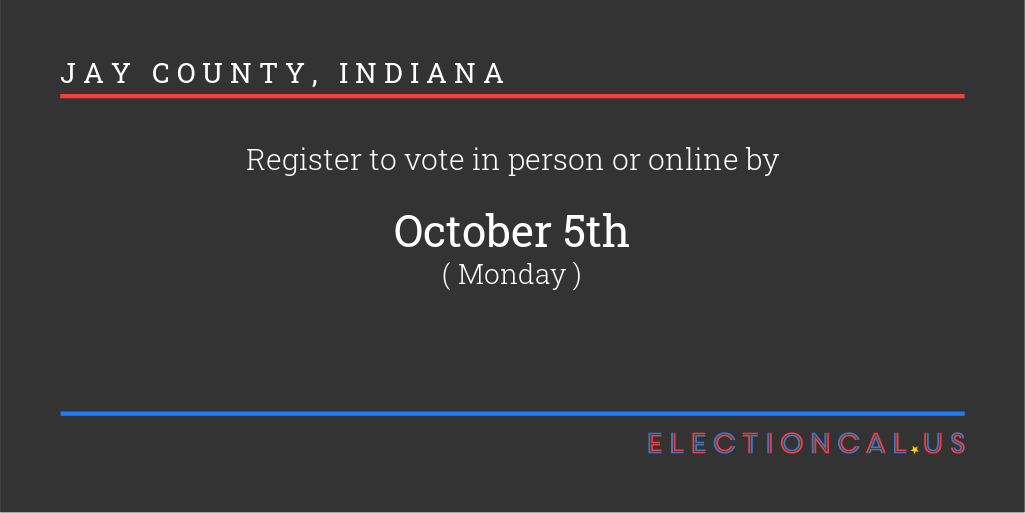 JAY COUNTY, INDIANA
Register to vote in person or online by
October 5th
( Monday )
ELECTIONCAL.US